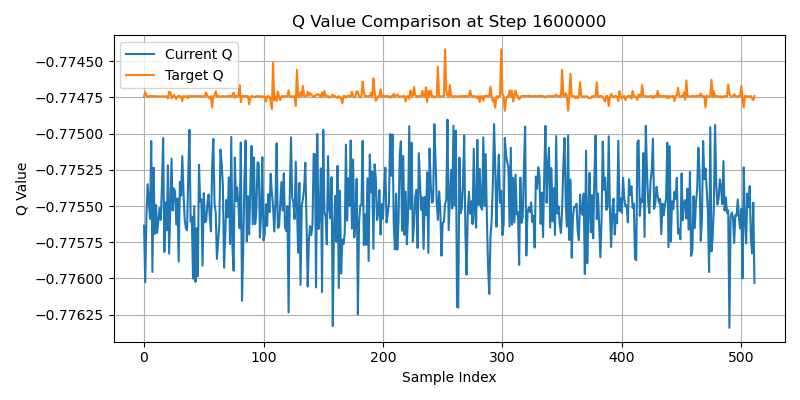 Q Value Comparison at Step 1600000
Current Q
Target Q
Q Value
−0.77450
−0.77475
−0.77500
−0.77525
−0.77550
−0.77575
−0.77600
−0.77625
0 100 200 300 400 500
Sample Index